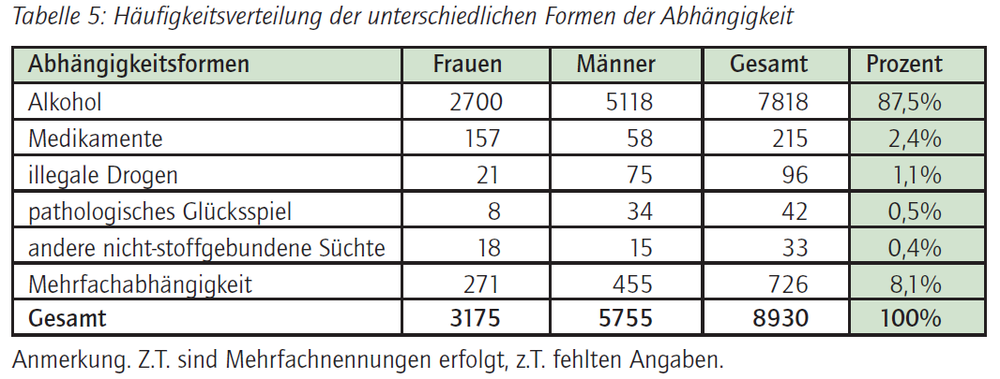 Tabelle 5: Häufigkeitsverteilung der unterschiedlichen Formen der Abhängigkeit
Abhängigkeitsformen Frauen Männer Gesamt Prozent
Alkohol 2700 5118 7818 87,5%
Medikamente 157 58 215 2,4%
illegale Drogen 21 75 96 1,1%
pathologisches Glücksspiel 8 34 42 0,5%
andere nicht-stoffgebundene Süchte 18 15 33 0,4%
Mehrfachabhängigkeit 271 455 726 8,1%
Gesamt 3175 5755 8930 100%
Anmerkung. Z.T. sind Mehrfachnennungen erfolgt, z.T. fehlten Angaben.